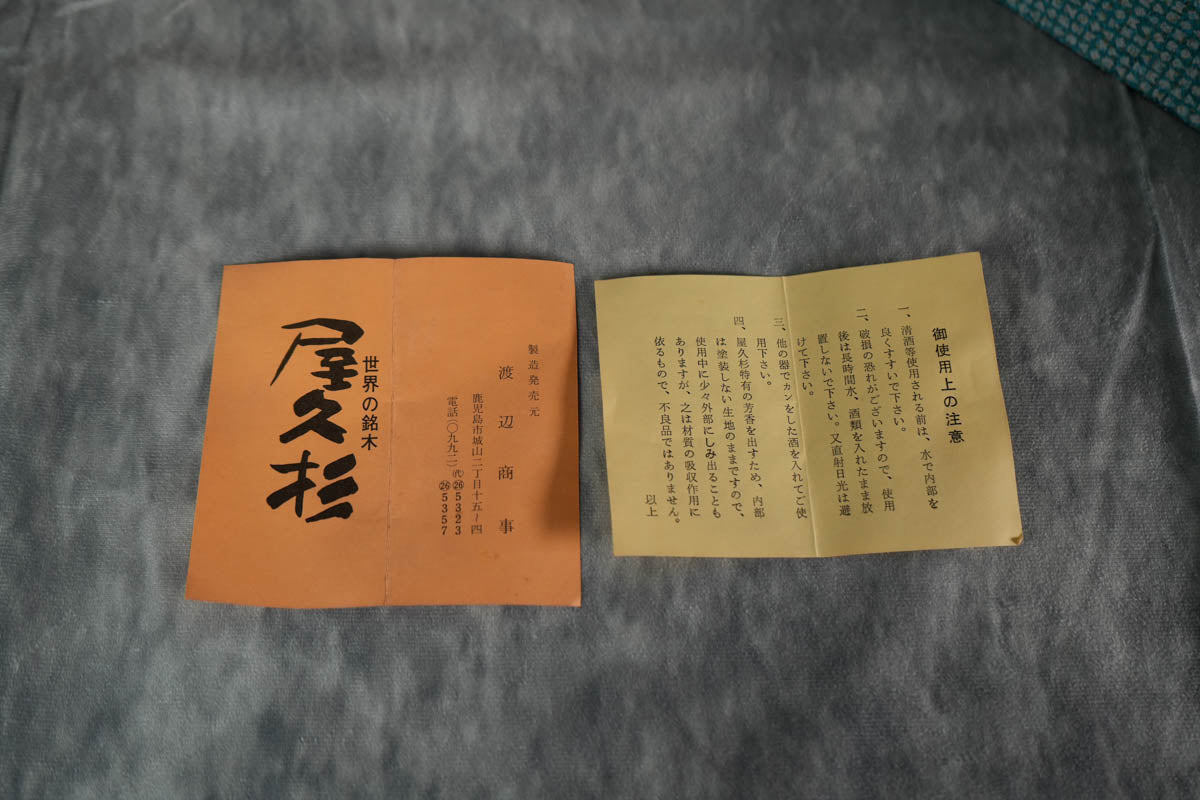 世界の銘木
屋久杉
製造発売元
渡辺商事
鹿児島市城山二丁目十五ノ四
電話(〇九九二)(代)㉖5323
㉖5357
御使用上の注意
一、清酒等使用される前は、水で内部を
良くすすいで下さい。
二、破損の恐れがございますので、使用
後は長時間水、酒類を入れたまま放
置しないで下さい。又直射日光は避
けて下さい。
三、他の器でカンをした酒を入れてご使
用下さい。
四、屋久杉特有の芳香を出すため、内部
は塗装しない生地のままですので、
使用中に少々外部にしみ出ることも
ありますが、之は材質の吸収作用に
依るもので、不良品ではありません。
以上